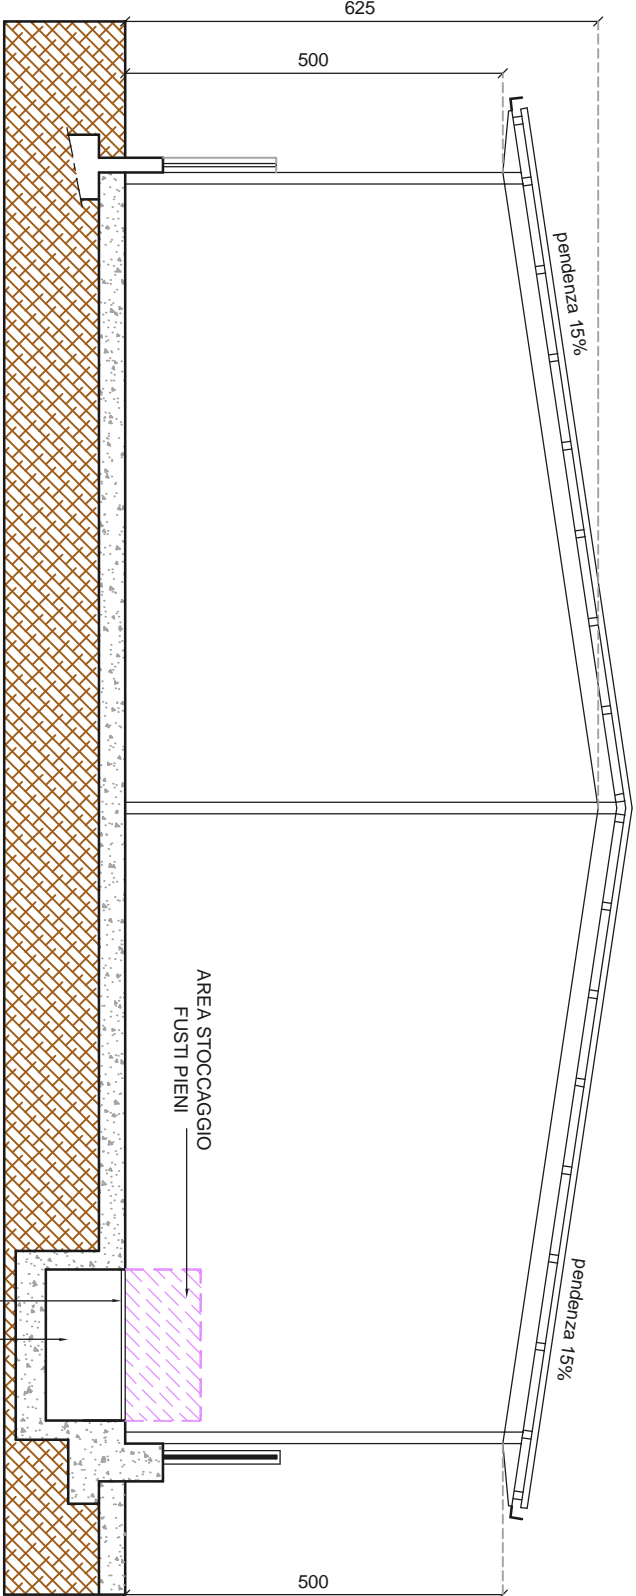 625
500
pendenza 15%
AREA STOCCAGGIO
FUSTI PIENI
pendenza 15%
500